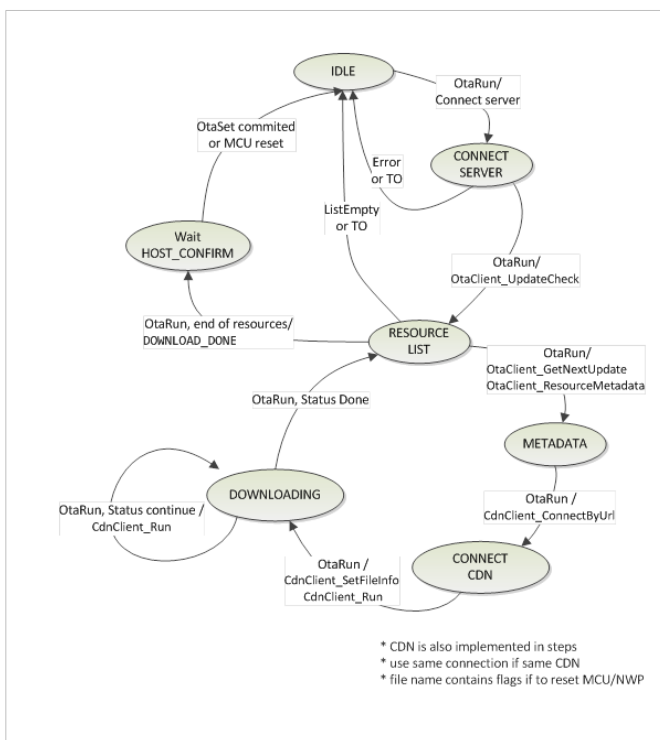 IDLE
OtaRun/
Connect server
OtaSet commited
or MCU reset
Error
or TO
CONNECT
SERVER
ListEmpty
or TO
Wait
HOST_CONFIRM
OtaRun/
OtaClient_UpdateCheck
OtaRun, end of resources/
DOWNLOAD_DONE
RESOURCE
LIST
OtaRun/
OtaClient_GetNextUpdate
OtaClient_ResourceMetadata
OtaRun, Status Done
METADATA
DOWNLOADING
OtaRun, Status continue /
CdnClient_Run
OtaRun /
CdnClient_ConnectByUrl
OtaRun /
CdnClient_SetFileInfo
CdnClient_Run
CONNECT
CDN
* CDN is also implemented in steps
* use same connection if same CDN
* file name contains flags if to reset MCU/NWP